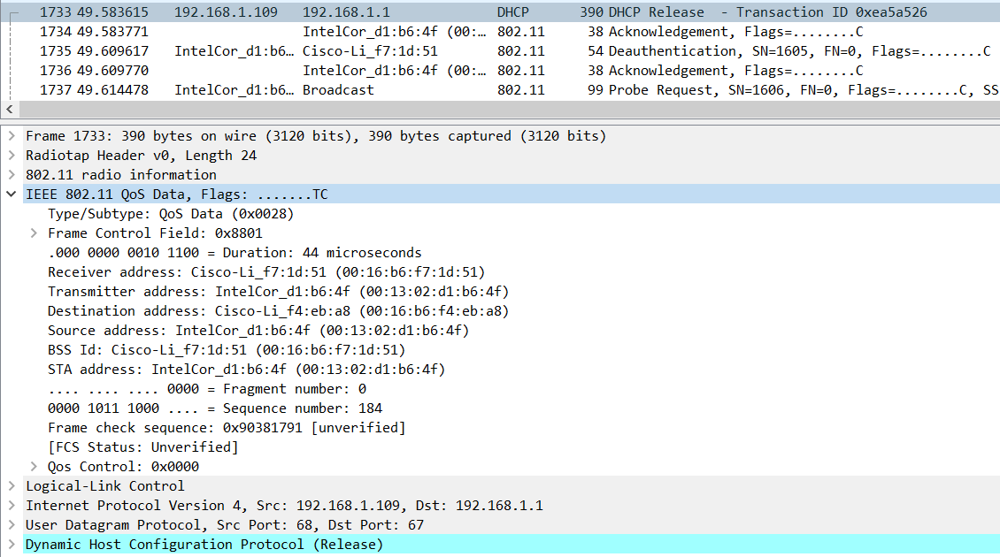 1733 49.583615 192.168.1.109 192.168.1.1 DHCP 390 DHCP Release - Transaction ID 0xea5a526
1734 49.583771 IntelCor_d1:b6:4f (00:… 802.11 38 Acknowledgement, Flags=........C
1735 49.609617 IntelCor_d1:b6… Cisco-Li_f7:1d:51 802.11 54 Deauthentication, SN=1605, FN=0, Flags=........C
1736 49.609770 IntelCor_d1:b6:4f (00:… 802.11 38 Acknowledgement, Flags=........C
1737 49.614478 IntelCor_d1:b6… Broadcast 802.11 99 Probe Request, SN=1606, FN=0, Flags=........C, SS
Frame 1733: 390 bytes on wire (3120 bits), 390 bytes captured (3120 bits)
Radiotap Header v0, Length 24
802.11 radio information
IEEE 802.11 QoS Data, Flags: .......TC
Type/Subtype: QoS Data (0x0028)
Frame Control Field: 0x8801
.000 0000 0010 1100 = Duration: 44 microseconds
Receiver address: Cisco-Li_f7:1d:51 (00:16:b6:f7:1d:51)
Transmitter address: IntelCor_d1:b6:4f (00:13:02:d1:b6:4f)
Destination address: Cisco-Li_f4:eb:a8 (00:16:b6:f4:eb:a8)
Source address: IntelCor_d1:b6:4f (00:13:02:d1:b6:4f)
BSS Id: Cisco-Li_f7:1d:51 (00:16:b6:f7:1d:51)
STA address: IntelCor_d1:b6:4f (00:13:02:d1:b6:4f)
.... .... .... 0000 = Fragment number: 0
0000 1011 1000 .... = Sequence number: 184
Frame check sequence: 0x90381791 [unverified]
[FCS Status: Unverified]
Qos Control: 0x0000
Logical-Link Control
Internet Protocol Version 4, Src: 192.168.1.109, Dst: 192.168.1.1
User Datagram Protocol, Src Port: 68, Dst Port: 67
Dynamic Host Configuration Protocol (Release)